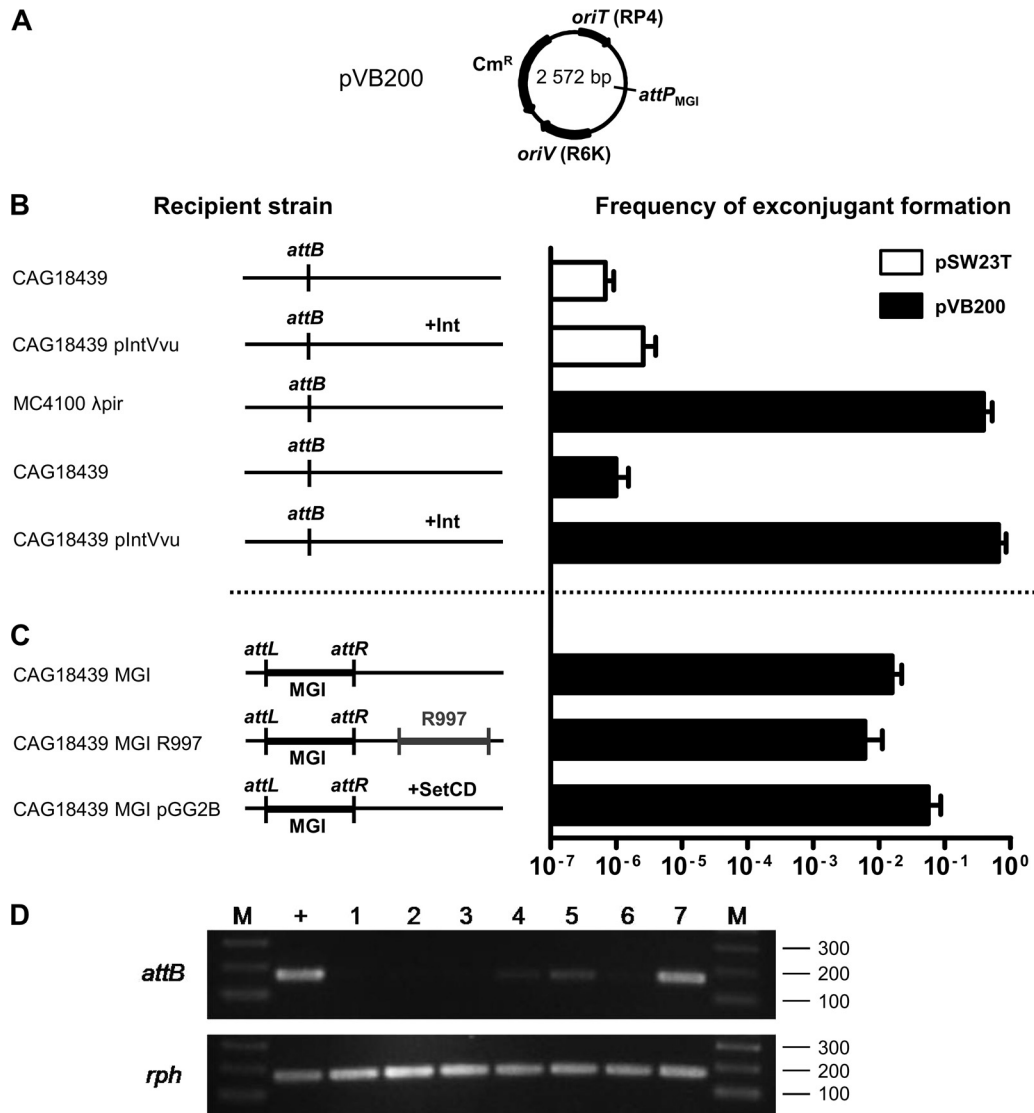 A
pVB200
oriT (RP4)
CmR
2 572 bp
attPMGI
oriV (R6K)
B
Recipient strain
Frequency of exconjugant formation
CAG18439
attB
pSW23T
pVB200
CAG18439 pIntVvu
attB
+Int
MC4100 λpir
attB
CAG18439
attB
CAG18439 pIntVvu
attB
+Int
C
CAG18439 MGI
attL
attR
MGI
CAG18439 MGI R997
attL
attR
R997
MGI
CAG18439 MGI pGG2B
attL
attR
+SetCD
MGI
10-7 10-6 10-5 10-4 10-3 10-2 10-1 100
D
M + 1 2 3 4 5 6 7 M
attB
300
200
100
rph
300
200
100